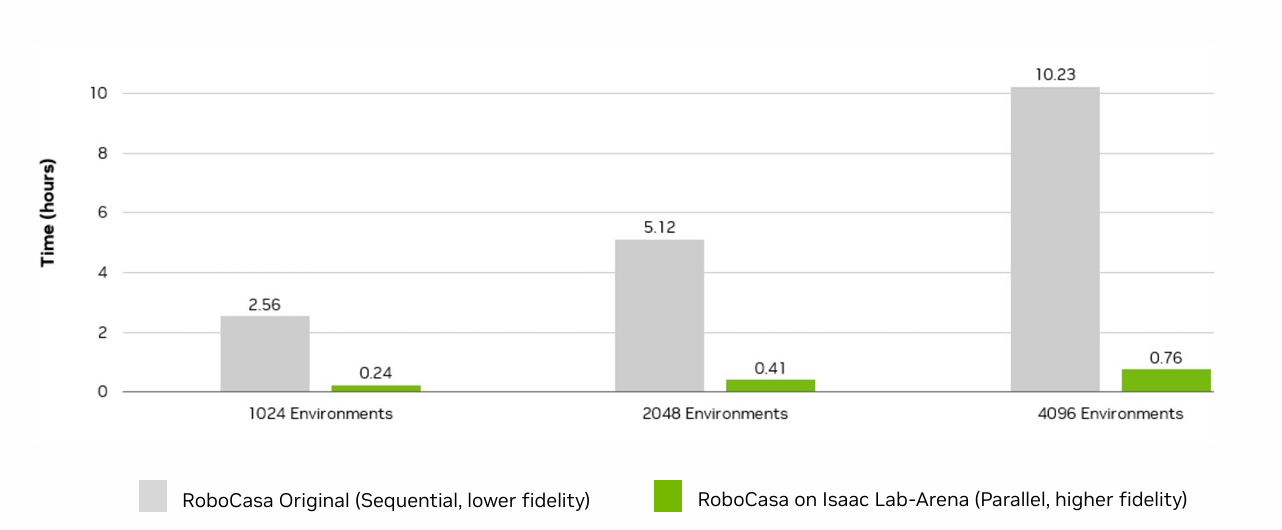 10.23
10
8
6
5.12
4
2.56
2
0.76
0.41
0.24
0
Time (hours)
1024 Environments
2048 Environments
4096 Environments
RoboCasa Original (Sequential, lower fidelity)
RoboCasa on Isaac Lab-Arena (Parallel, higher fidelity)